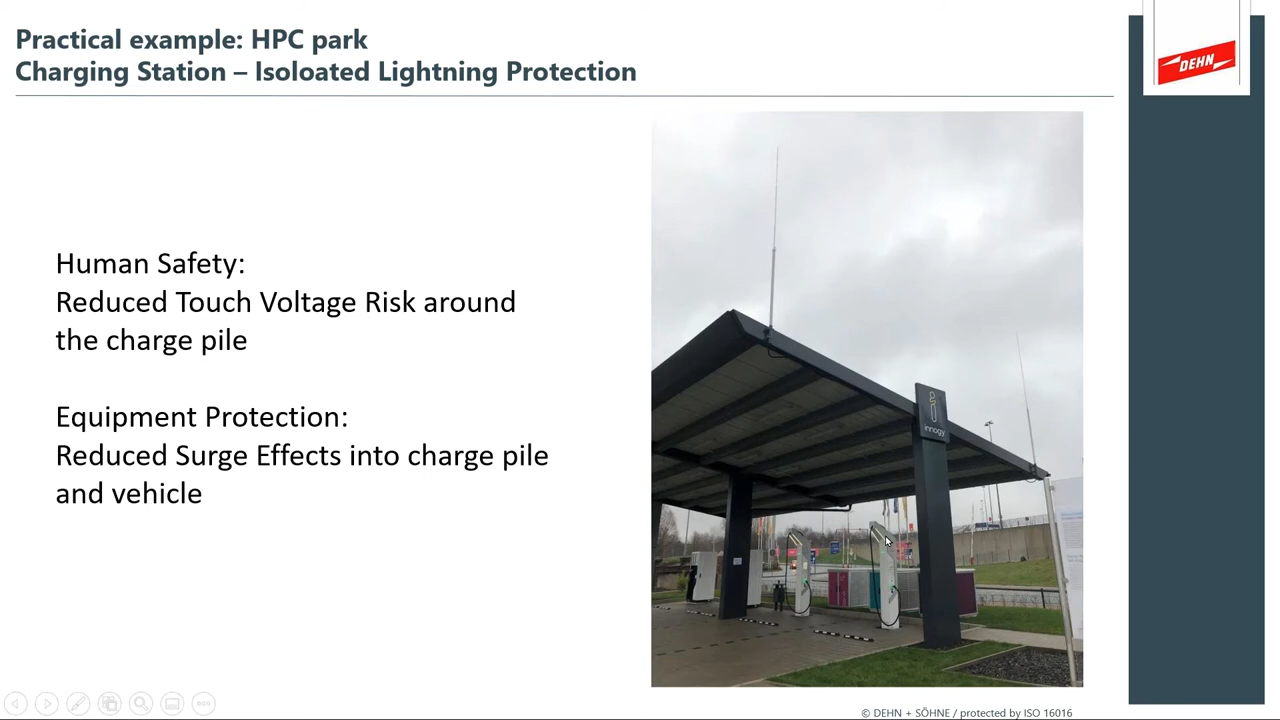 Practical example: HPC park
Charging Station – Isoloated Lightning Protection
DEHN
Human Safety:
Reduced Touch Voltage Risk around
the charge pile
Equipment Protection:
Reduced Surge Effects into charge pile
and vehicle
innogy
© DEHN + SÖHNE / protected by ISO 16016